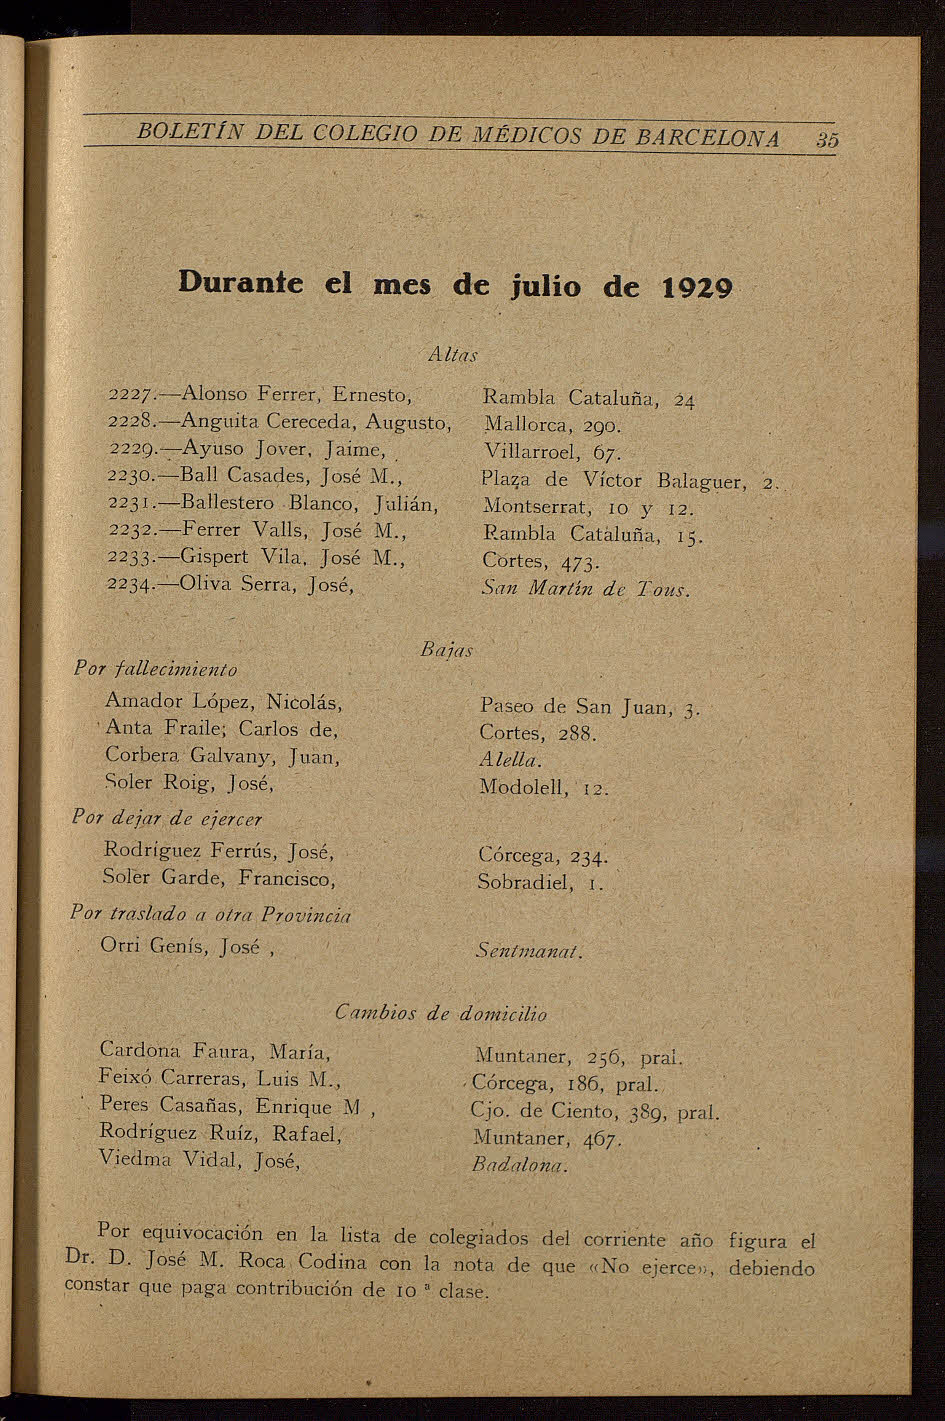 BOLETÍN DEL COLEGIO DE MÉDICOS DE BARCELONA 35
Durante el mes de julio de 1929
Altas
2227.—Alonso Ferrer, Ernesto, Rambla Cataluña, 24
2228.—Anguita Cereceda, Augusto, Mallorca, 290.
2229.—Ayuso Jover, Jaime, Villarroel, 67.
2230.—Ball Casades, José M., Plaza de Víctor Balaguer, 2.
2231.—Ballestero Blanco, Julián, Montserrat, 10 y 12.
2232.—Ferrer Valls, José M., Rambla Cataluña, 15.
2233.—Gispert Vila, José M., Cortes, 473.
2234.—Oliva Serra, José, San Martín de Tous.
Bajas
Por fallecimiento
Amador López, Nicolás, Paseo de San Juan, 3.
Anta Fraile; Carlos de, Cortes, 288.
Corbera Galvany, Juan, Alella.
Soler Roig, José, Modolell, 12.
Por dejar de ejercer
Rodríguez Ferrús, José, Córcega, 234.
Soler Garde, Francisco, Sobradiel, 1.
Por traslado a otra Provincia
Orri Genís, José , Sentmanat.
Cambios de domicilio
Cardona Faura, María, Muntaner, 256, pral.
Feixó Carreras, Luis M., Córcega, 186, pral.
Peres Casañas, Enrique M , Cjo. de Ciento, 389, pral.
Rodríguez Ruíz, Rafael, Muntaner, 467.
Viedma Vidal, José, Badalona.
Por equivocación en la lista de colegiados del corriente año figura el
Dr. D. José M. Roca Codina con la nota de que «No ejerce», debiendo
constar que paga contribución de 10 ª clase.